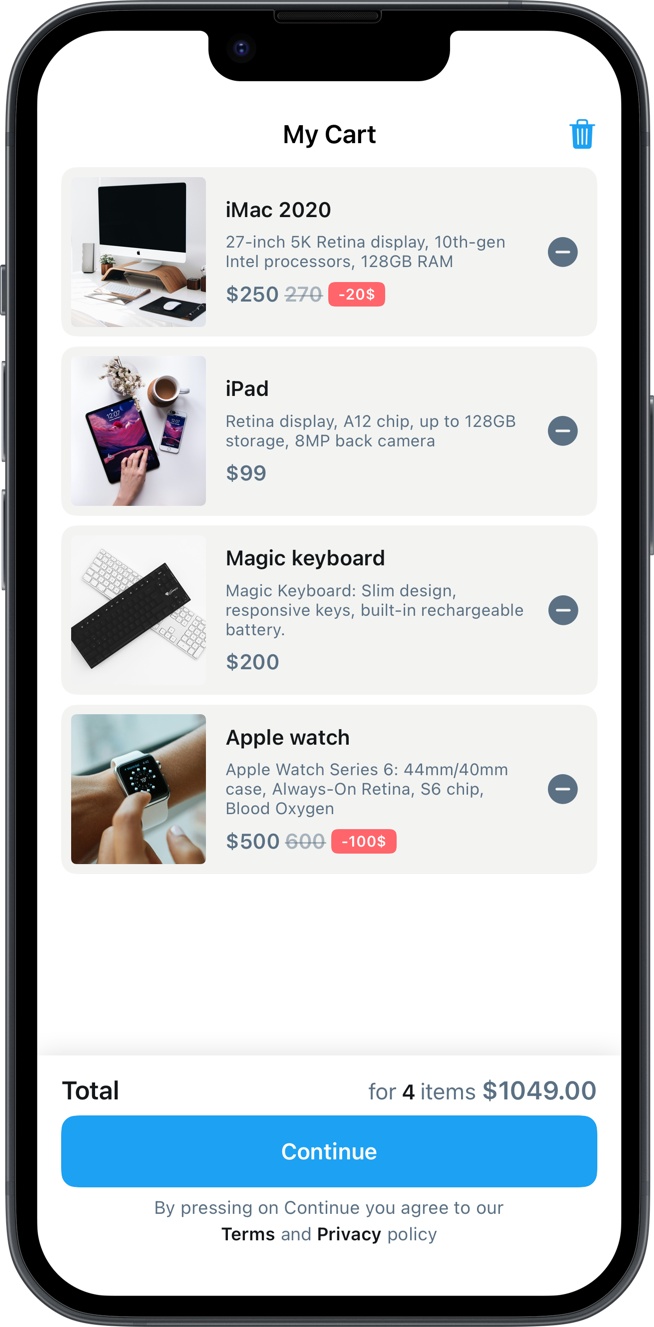 My Cart
iMac 2020
27-inch 5K Retina display, 10th-gen
Intel processors, 128GB RAM
$250 270 -20$
iPad
Retina display, A12 chip, up to 128GB
storage, 8MP back camera
$99
Magic keyboard
Magic Keyboard: Slim design,
responsive keys, built-in rechargeable
battery.
$200
Apple watch
Apple Watch Series 6: 44mm/40mm
case, Always-On Retina, S6 chip,
Blood Oxygen
$500 600 -100$
Total for 4 items $1049.00
Continue
By pressing on Continue you agree to our
Terms and Privacy policy